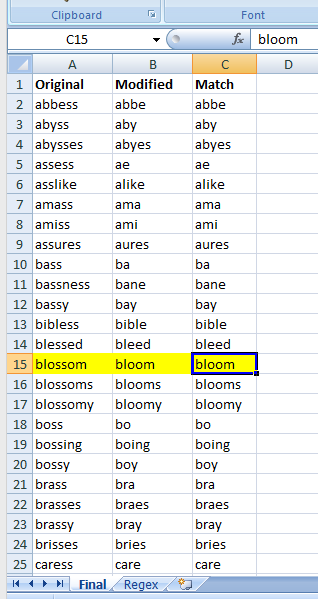 Clipboard Font
C15 fx bloom
A B C D
1 Original Modified Match
2 abbess abbe abbe
3 abyss aby aby
4 abysses abyes abyes
5 assess ae ae
6 asslike alike alike
7 amass ama ama
8 amiss ami ami
9 assures aures aures
10 bass ba ba
11 bassness bane bane
12 bassy bay bay
13 bibless bible bible
14 blessed bleed bleed
15 blossom bloom bloom
16 blossoms blooms blooms
17 blossomy bloomy bloomy
18 boss bo bo
19 bossing boing boing
20 bossy boy boy
21 brass bra bra
22 brasses braes braes
23 brassy bray bray
24 brisses bries bries
25 caress care care
Final Regex